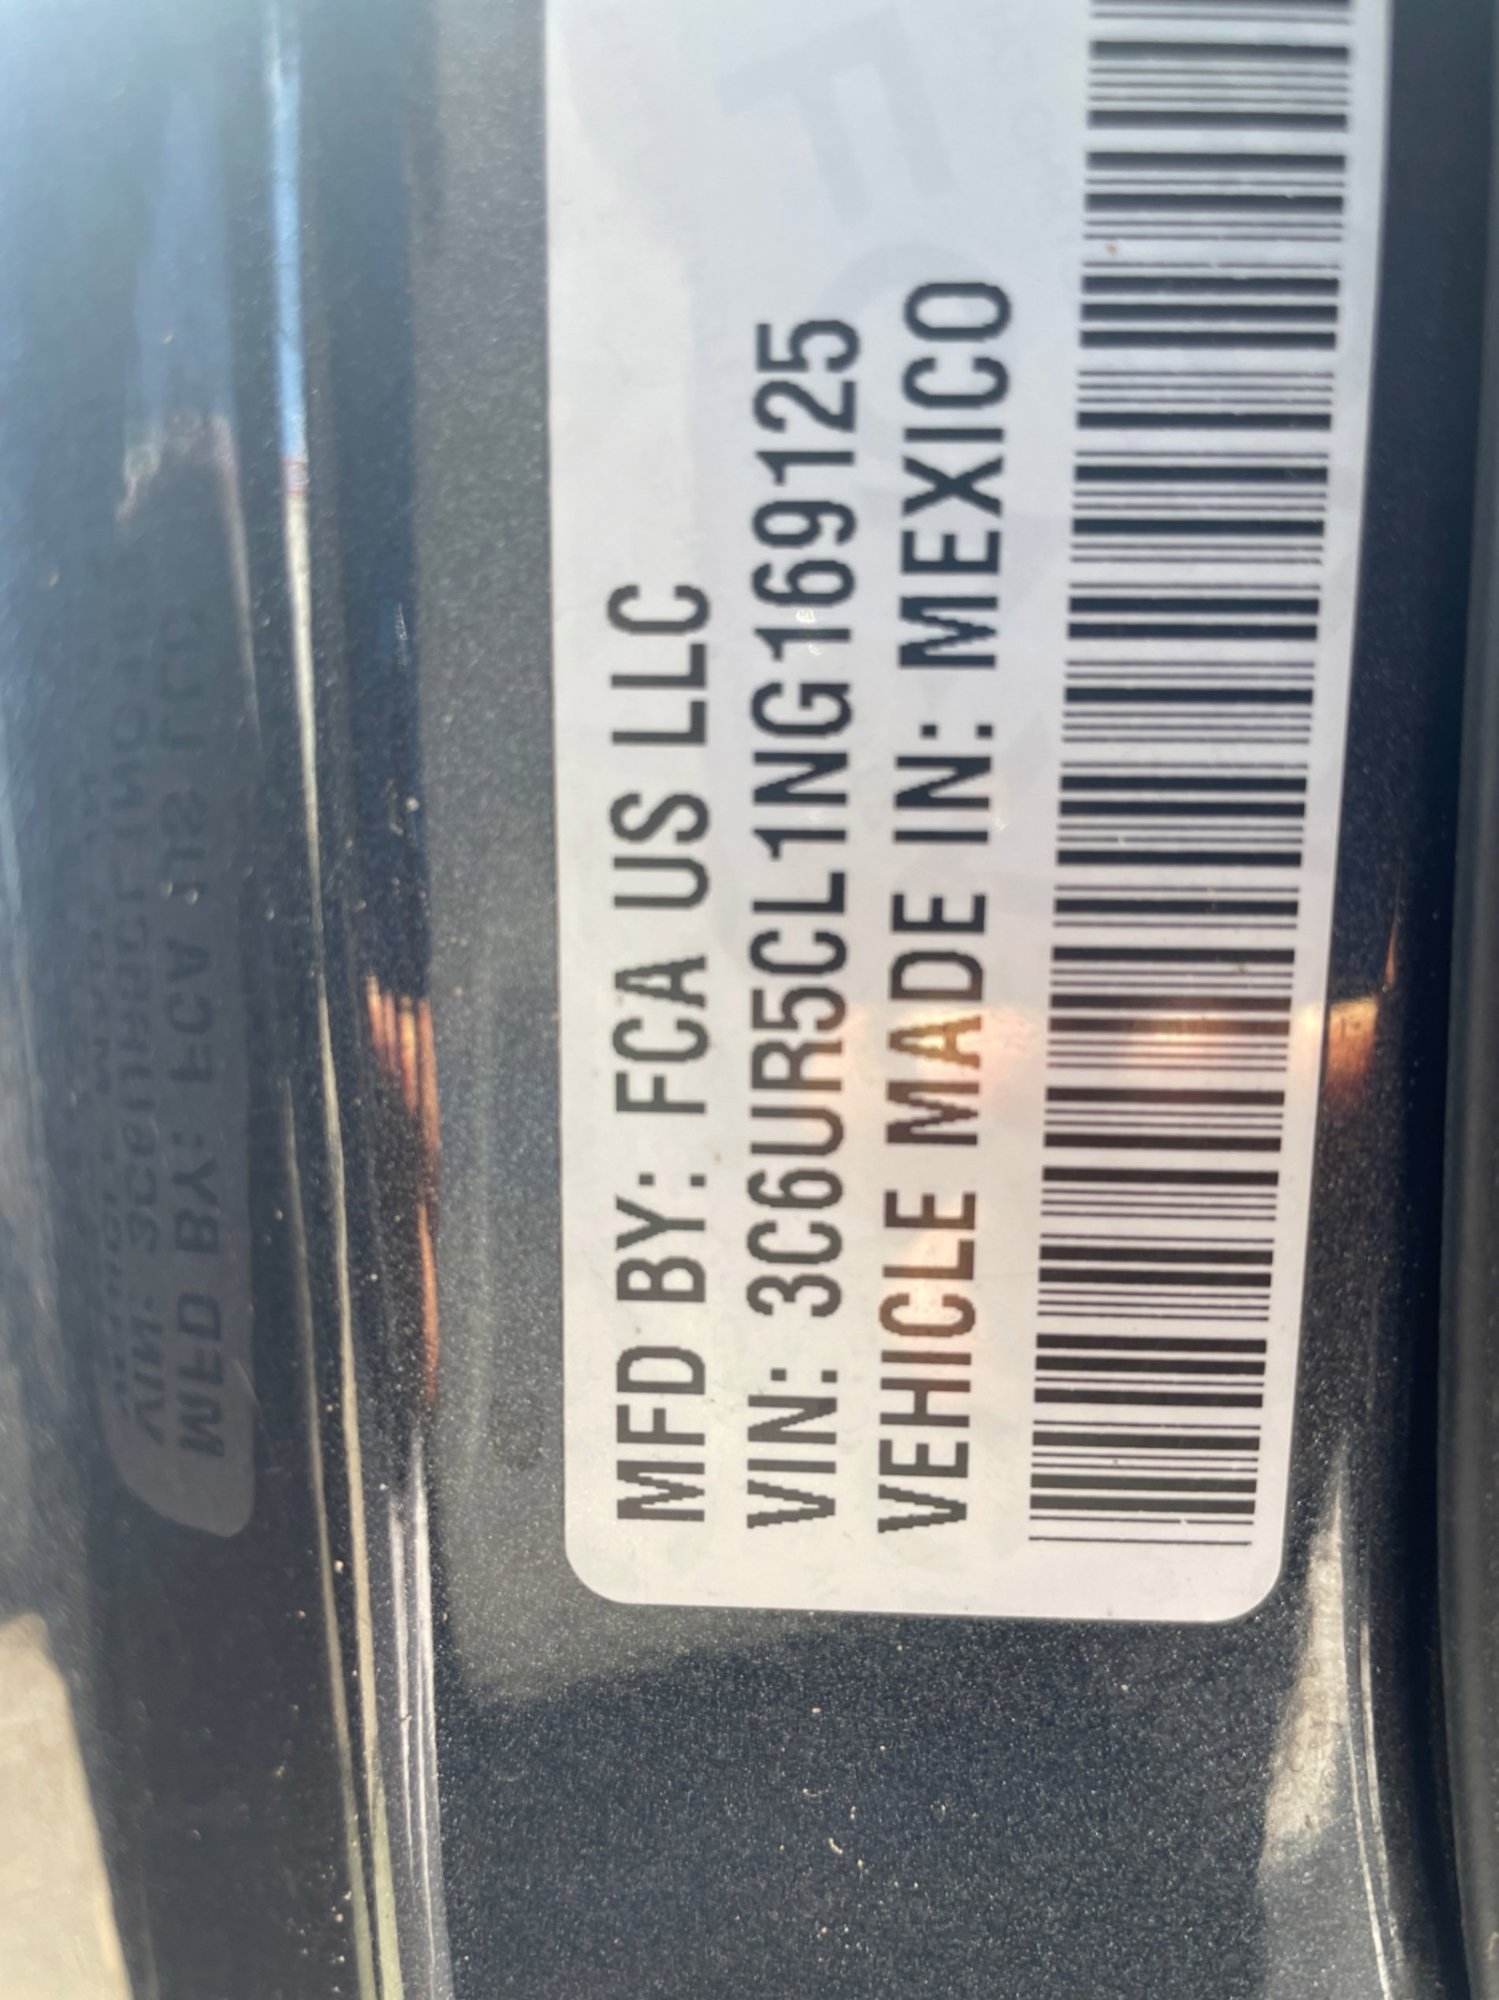 MFD BY: FCA US LLC
VIN: 3C6UR5CL1NG169125
VEHICLE MADE IN: MEXICO